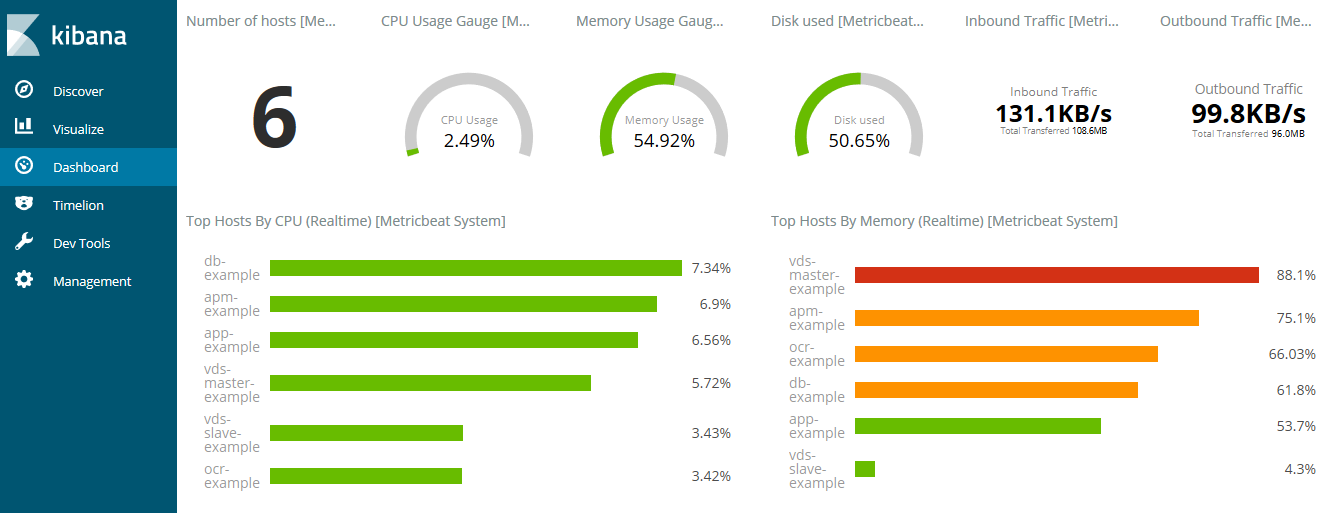 kibana
Discover
Visualize
Dashboard
Timelion
Dev Tools
Management
Number of hosts [Me...
CPU Usage Gauge [M...
Memory Usage Gaug...
Disk used [Metricbeat...
Inbound Traffic [Metri...
Outbound Traffic [Me...
6
CPU Usage
2.49%
Memory Usage
54.92%
Disk used
50.65%
Inbound Traffic
131.1KB/s
Total Transferred 108.6MB
Outbound Traffic
99.8KB/s
Total Transferred 96.0MB
Top Hosts By CPU (Realtime) [Metricbeat System]
db-
example
7.34%
apm-
example
6.9%
app-
example
6.56%
vds-
master-
example
5.72%
vds-
slave-
example
3.43%
ocr-
example
3.42%
Top Hosts By Memory (Realtime) [Metricbeat System]
vds-
master-
example
88.1%
apm-
example
75.1%
ocr-
example
66.03%
db-
example
61.8%
app-
example
53.7%
vds-
slave-
example
4.3%